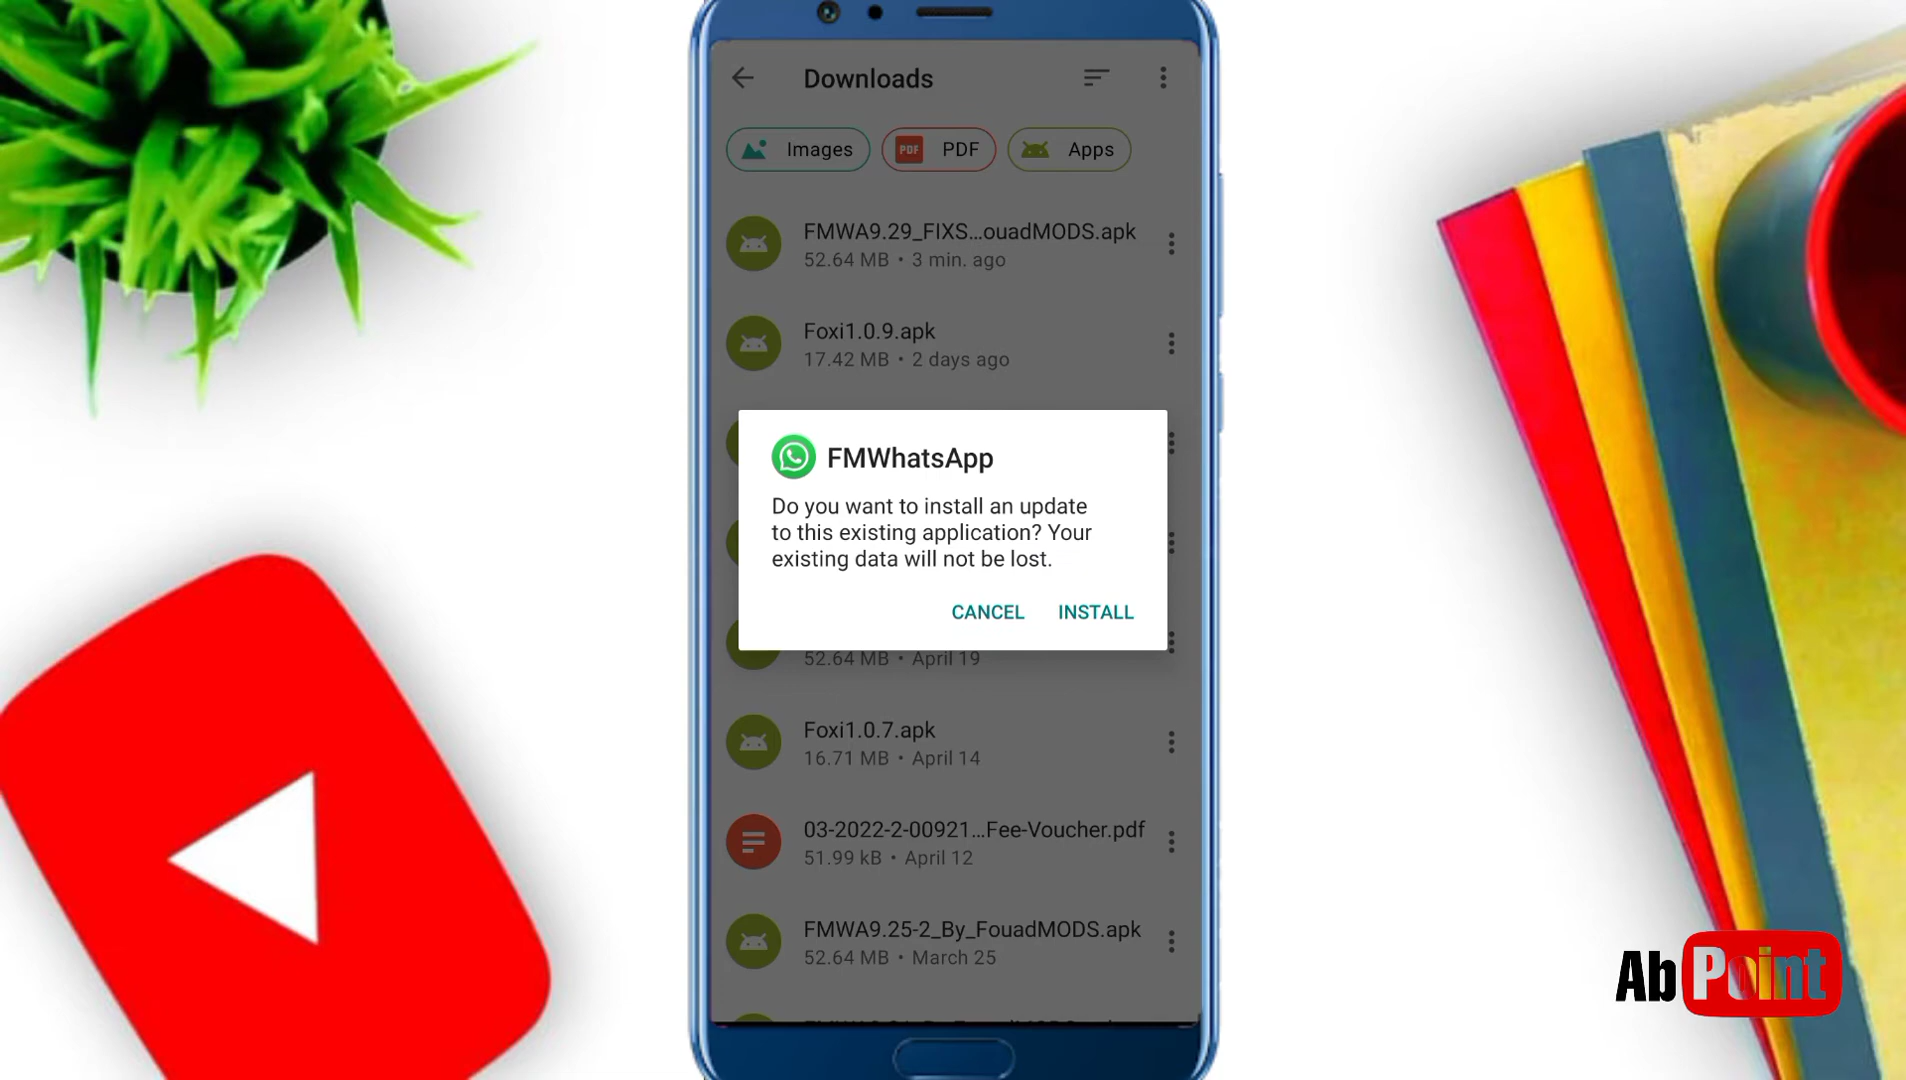 Downloads
Images PDF Apps
FMWA9.29_FIXS...ouadMODS.apk
52.64 MB • 3 min. ago
Foxi1.0.9.apk
17.42 MB • 2 days ago
FMWhatsApp
Do you want to install an update
to this existing application? Your
existing data will not be lost.
CANCEL INSTALL
52.64 MB • April 19
Foxi1.0.7.apk
16.71 MB • April 14
03-2022-2-00921...Fee-Voucher.pdf
51.99 kB • April 12
FMWA9.25-2_By_FouadMODS.apk
52.64 MB • March 25
Ab Point